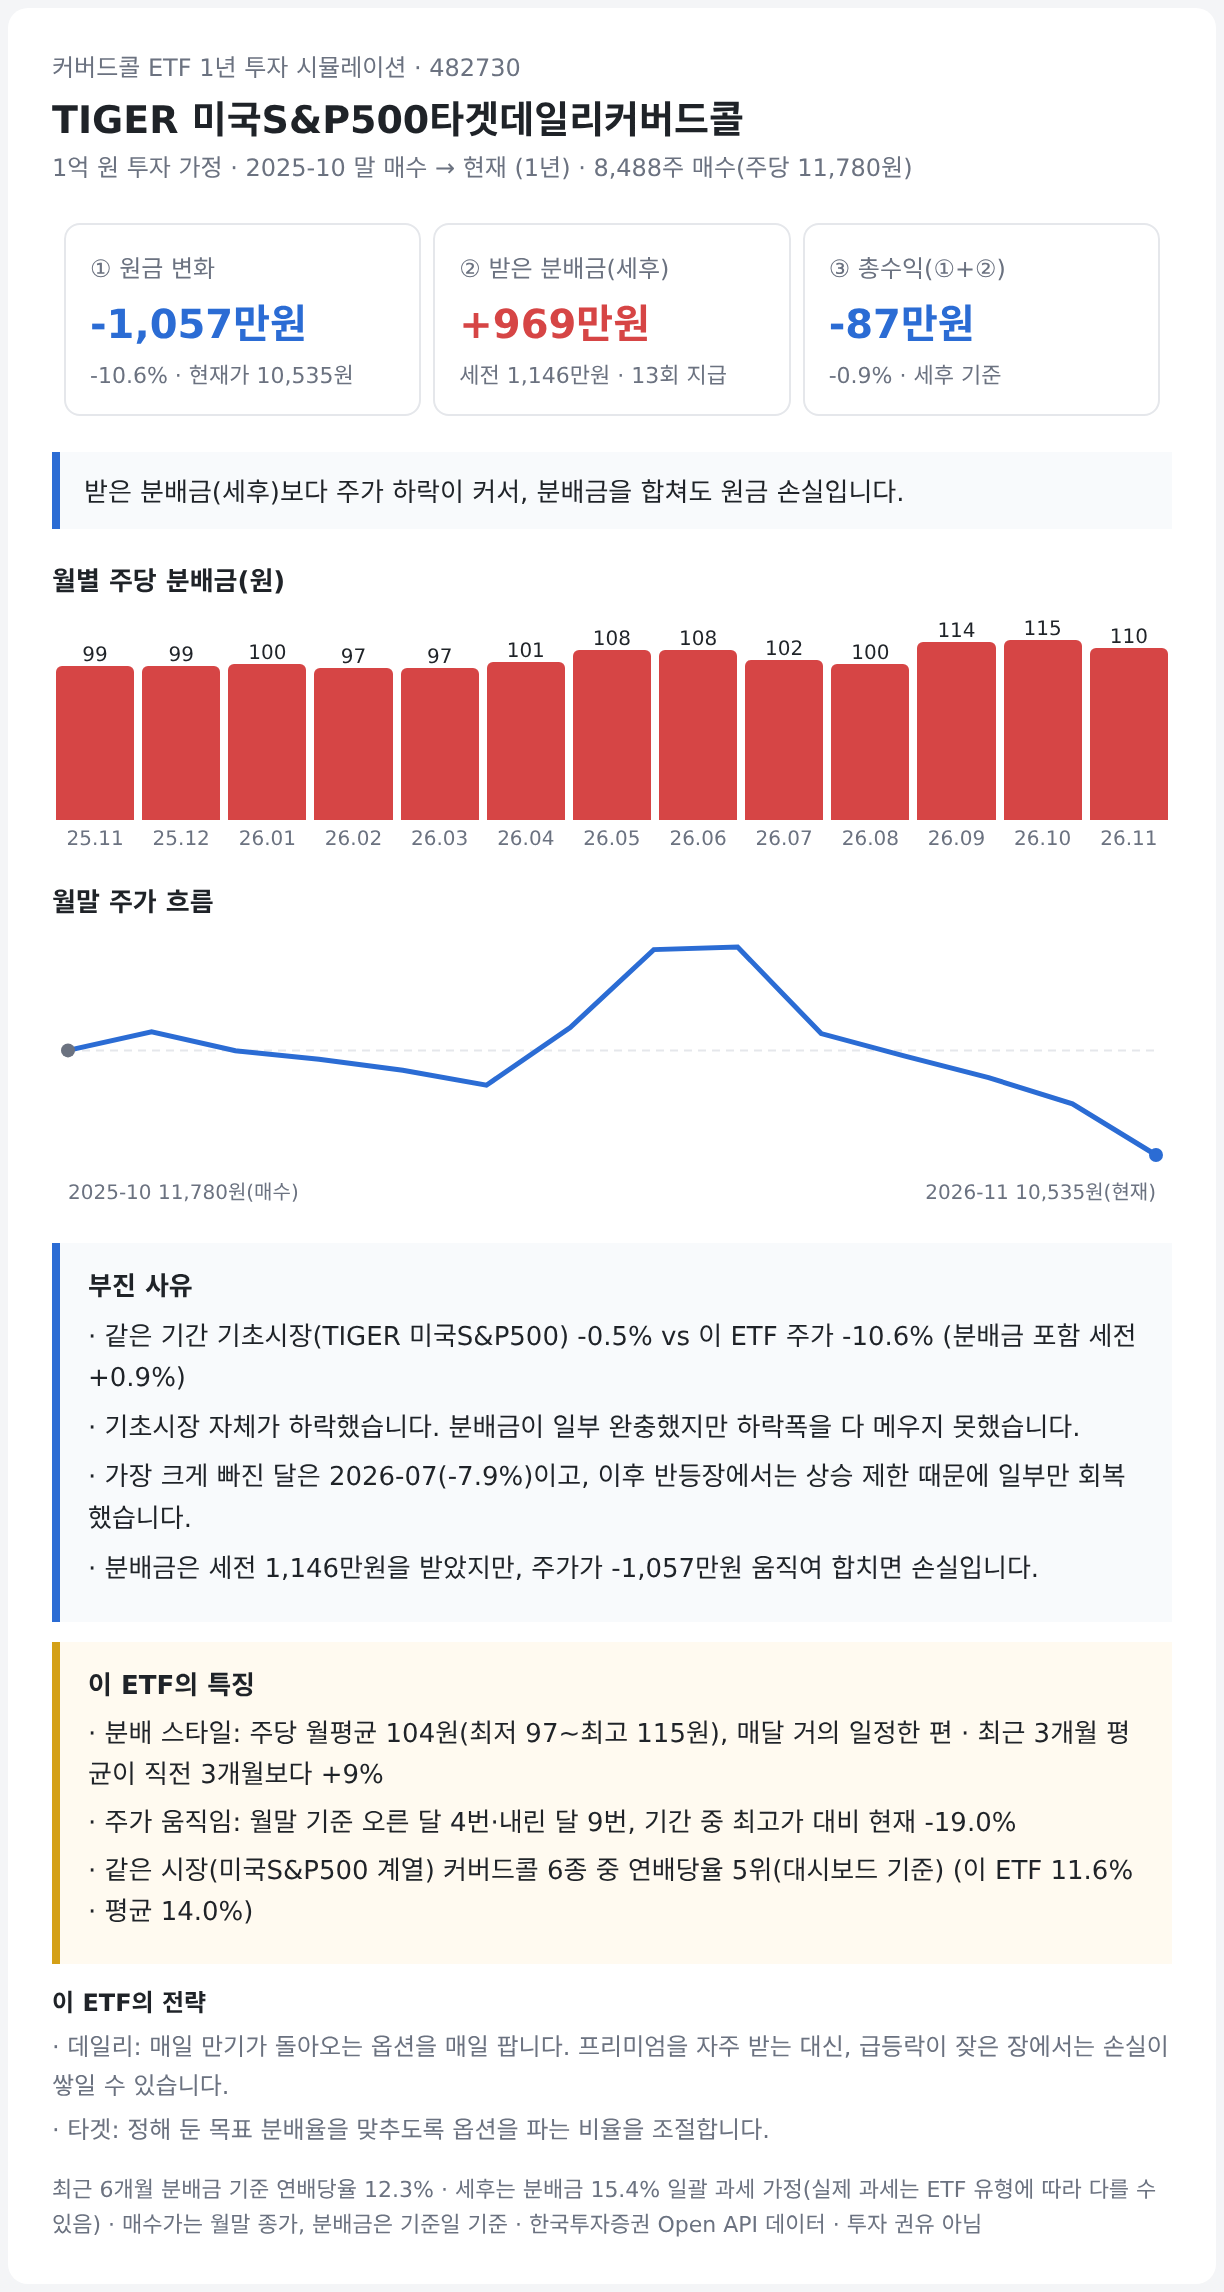 커버드콜 ETF 1년 투자 시뮬레이션 · 482730
TIGER 미국S&P500타겟데일리커버드콜
1억 원 투자 가정 · 2025-10 말 매수 → 현재 (1년) · 8,488주 매수(주당 11,780원)
① 원금 변화
-1,057만원
-10.6% · 현재가 10,535원
② 받은 분배금(세후)
+969만원
세전 1,146만원 · 13회 지급
③ 총수익(①+②)
-87만원
-0.9% · 세후 기준
받은 분배금(세후)보다 주가 하락이 커서, 분배금을 합쳐도 원금 손실입니다.
월별 주당 분배금(원)
99 99 100 97 97 101 108 108 102 100 114 115 110
25.11 25.12 26.01 26.02 26.03 26.04 26.05 26.06 26.07 26.08 26.09 26.10 26.11
월말 주가 흐름
2025-10 11,780원(매수) 2026-11 10,535원(현재)
부진 사유
· 같은 기간 기초시장(TIGER 미국S&P500) -0.5% vs 이 ETF 주가 -10.6% (분배금 포함 세전
+0.9%)
· 기초시장 자체가 하락했습니다. 분배금이 일부 완충했지만 하락폭을 다 메우지 못했습니다.
· 가장 크게 빠진 달은 2026-07(-7.9%)이고, 이후 반등장에서는 상승 제한 때문에 일부만 회복
했습니다.
· 분배금은 세전 1,146만원을 받았지만, 주가가 -1,057만원 움직여 합치면 손실입니다.
이 ETF의 특징
· 분배 스타일: 주당 월평균 104원(최저 97~최고 115원), 매달 거의 일정한 편 · 최근 3개월 평
균이 직전 3개월보다 +9%
· 주가 움직임: 월말 기준 오른 달 4번·내린 달 9번, 기간 중 최고가 대비 현재 -19.0%
· 같은 시장(미국S&P500 계열) 커버드콜 6종 중 연배당율 5위(대시보드 기준) (이 ETF 11.6%
· 평균 14.0%)
이 ETF의 전략
· 데일리: 매일 만기가 돌아오는 옵션을 매일 팝니다. 프리미엄을 자주 받는 대신, 급등락이 잦은 장에서는 손실이
쌓일 수 있습니다.
· 타겟: 정해 둔 목표 분배율을 맞추도록 옵션을 파는 비율을 조절합니다.
최근 6개월 분배금 기준 연배당율 12.3% · 세후는 분배금 15.4% 일괄 과세 가정(실제 과세는 ETF 유형에 따라 다를 수
있음) · 매수가는 월말 종가, 분배금은 기준일 기준 · 한국투자증권 Open API 데이터 · 투자 권유 아님